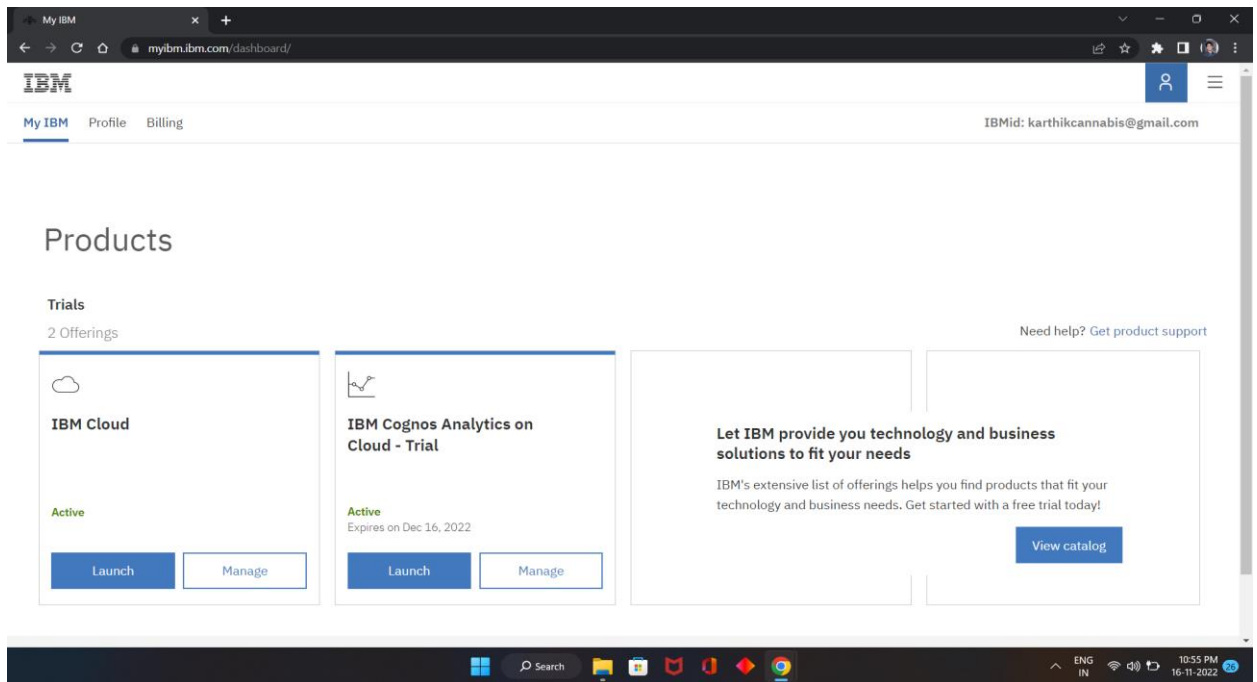 My IBM
myibm.ibm.com/dashboard/
IBM
My IBM Profile Billing IBMid: karthikcannabis@gmail.com
Products
Trials
2 Offerings
Need help? Get product support
IBM Cloud
Active
Launch Manage
IBM Cognos Analytics on
Cloud - Trial
Active
Expires on Dec 16, 2022
Launch Manage
Let IBM provide you technology and business
solutions to fit your needs
IBM's extensive list of offerings helps you find products that fit your
technology and business needs. Get started with a free trial today!
View catalog
Search
ENG
IN
10:55 PM
16-11-2022
26